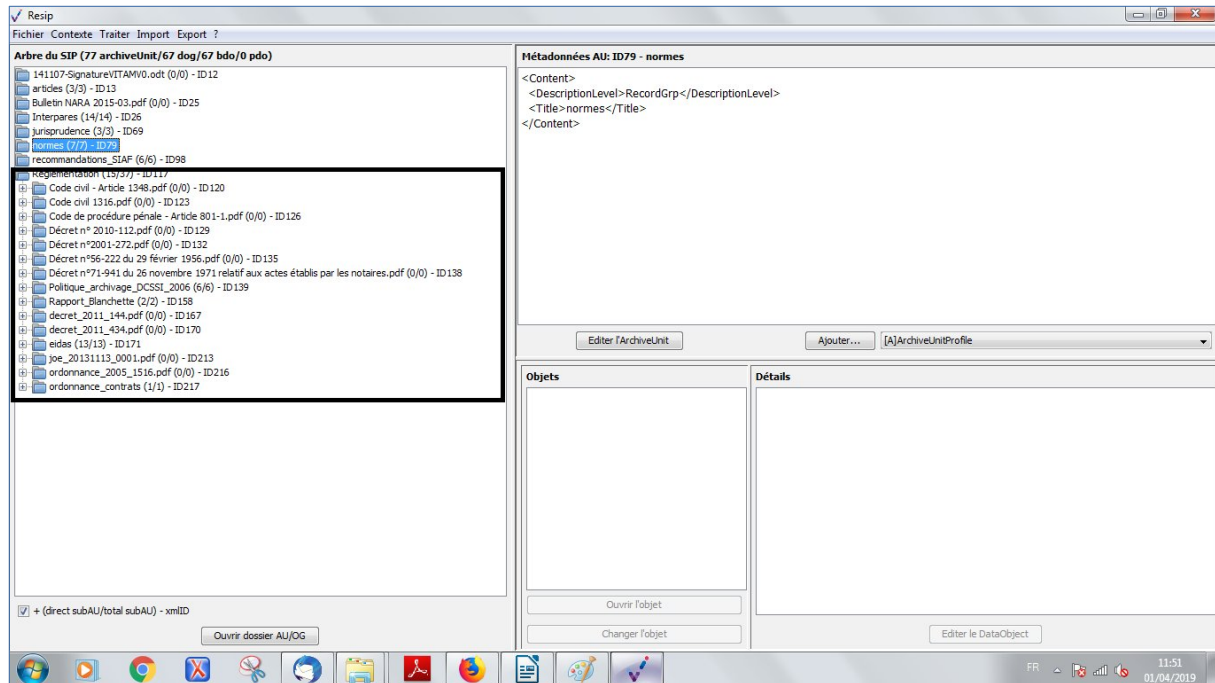 Resip
Fichier Contexte Traiter Import Export ?
Arbre du SIP (77 archiveUnit/67 dog/67 bdo/0 pdo)
141107-SignatureVITAMV0.odt (0/0) - ID12
articles (3/3) - ID13
Bulletin NARA 2015-03.pdf (0/0) - ID25
Interpares (14/14) - ID26
jurisprudence (3/3) - ID69
normes (7/7) - ID79
recommandations_SIAF (6/6) - ID98
Réglementation (15/37) - ID117
Code civil - Article 1348.pdf (0/0) - ID120
Code civil 1316.pdf (0/0) - ID123
Code de procédure pénale - Article 801-1.pdf (0/0) - ID126
Décret n° 2010-112.pdf (0/0) - ID129
Décret n°2001-272.pdf (0/0) - ID132
Décret n°56-222 du 29 février 1956.pdf (0/0) - ID135
Décret n°71-941 du 26 novembre 1971 relatif aux actes établis par les notaires.pdf (0/0) - ID138
Politique_archivage_DCSSI_2006 (6/6) - ID139
Rapport_Blanchette (2/2) - ID158
decret_2011_144.pdf (0/0) - ID167
decret_2011_434.pdf (0/0) - ID170
eidas (13/13) - ID171
joe_20131113_0001.pdf (0/0) - ID213
ordonnance_2005_1516.pdf (0/0) - ID216
ordonnance_contrats (1/1) - ID217
+ (direct subAU/total subAU) - xmlID
Ouvrir dossier AU/OG
Métadonnées AU: ID79 - normes
<Content>
<DescriptionLevel>RecordGrp</DescriptionLevel>
<Title>normes</Title>
</Content>
Editer l'ArchiveUnit
Ajouter...
[A]ArchiveUnitProfile
Objets
Détails
Ouvrir l'objet
Changer l'objet
Editer le DataObject
FR
11:51
01/04/2019